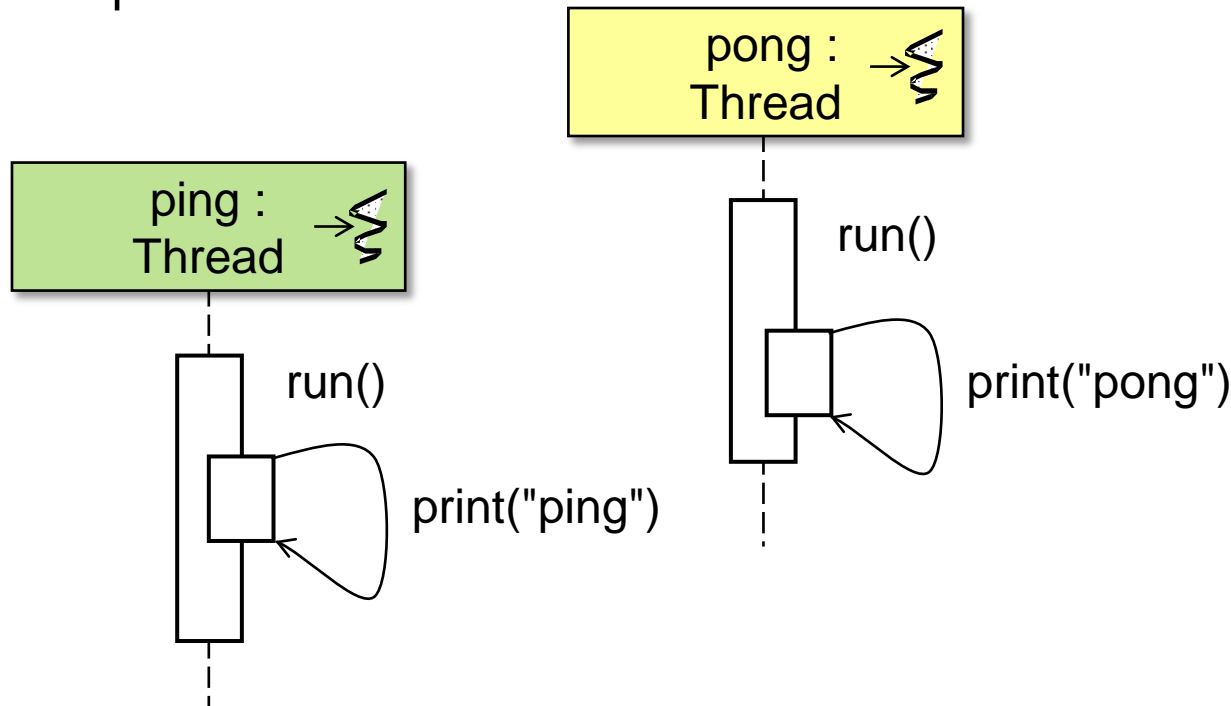 pong :
Thread
ping :
Thread
run()
print("pong")
run()
print("ping")